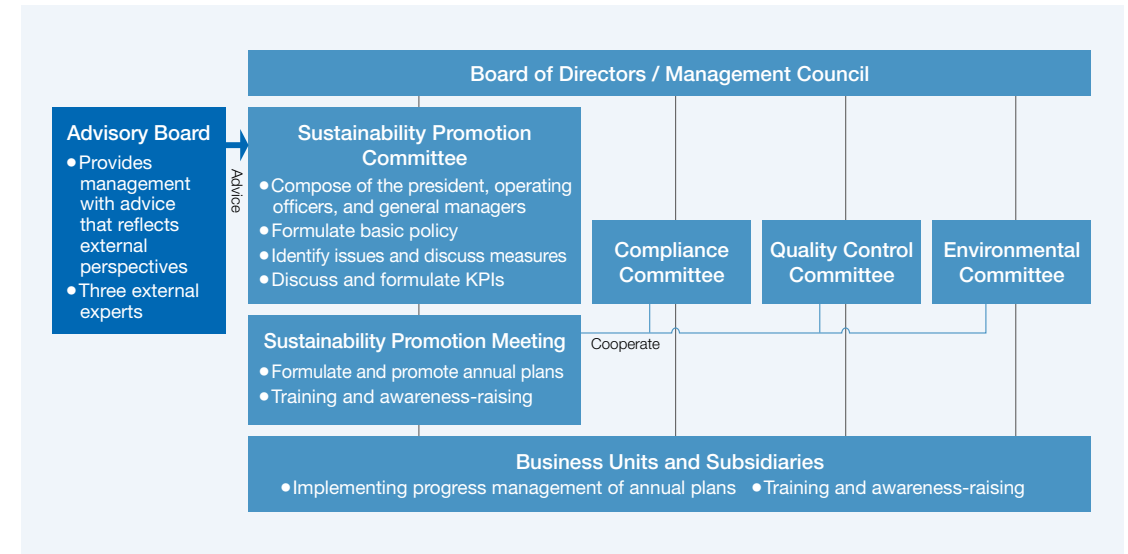 Board of Directors / Management Council
Advisory Board
●Provides
management
with advice
that reflects
external
perspectives
●Three external
experts
Advice
Sustainability Promotion
Committee
●Compose of the president, operating
officers, and general managers
●Formulate basic policy
●Identify issues and discuss measures
●Discuss and formulate KPIs
Compliance
Committee
Quality Control
Committee
Environmental
Committee
Sustainability Promotion Meeting
●Formulate and promote annual plans
●Training and awareness-raising
Cooperate
Business Units and Subsidiaries
●Implementing progress management of annual plans ●Training and awareness-raising